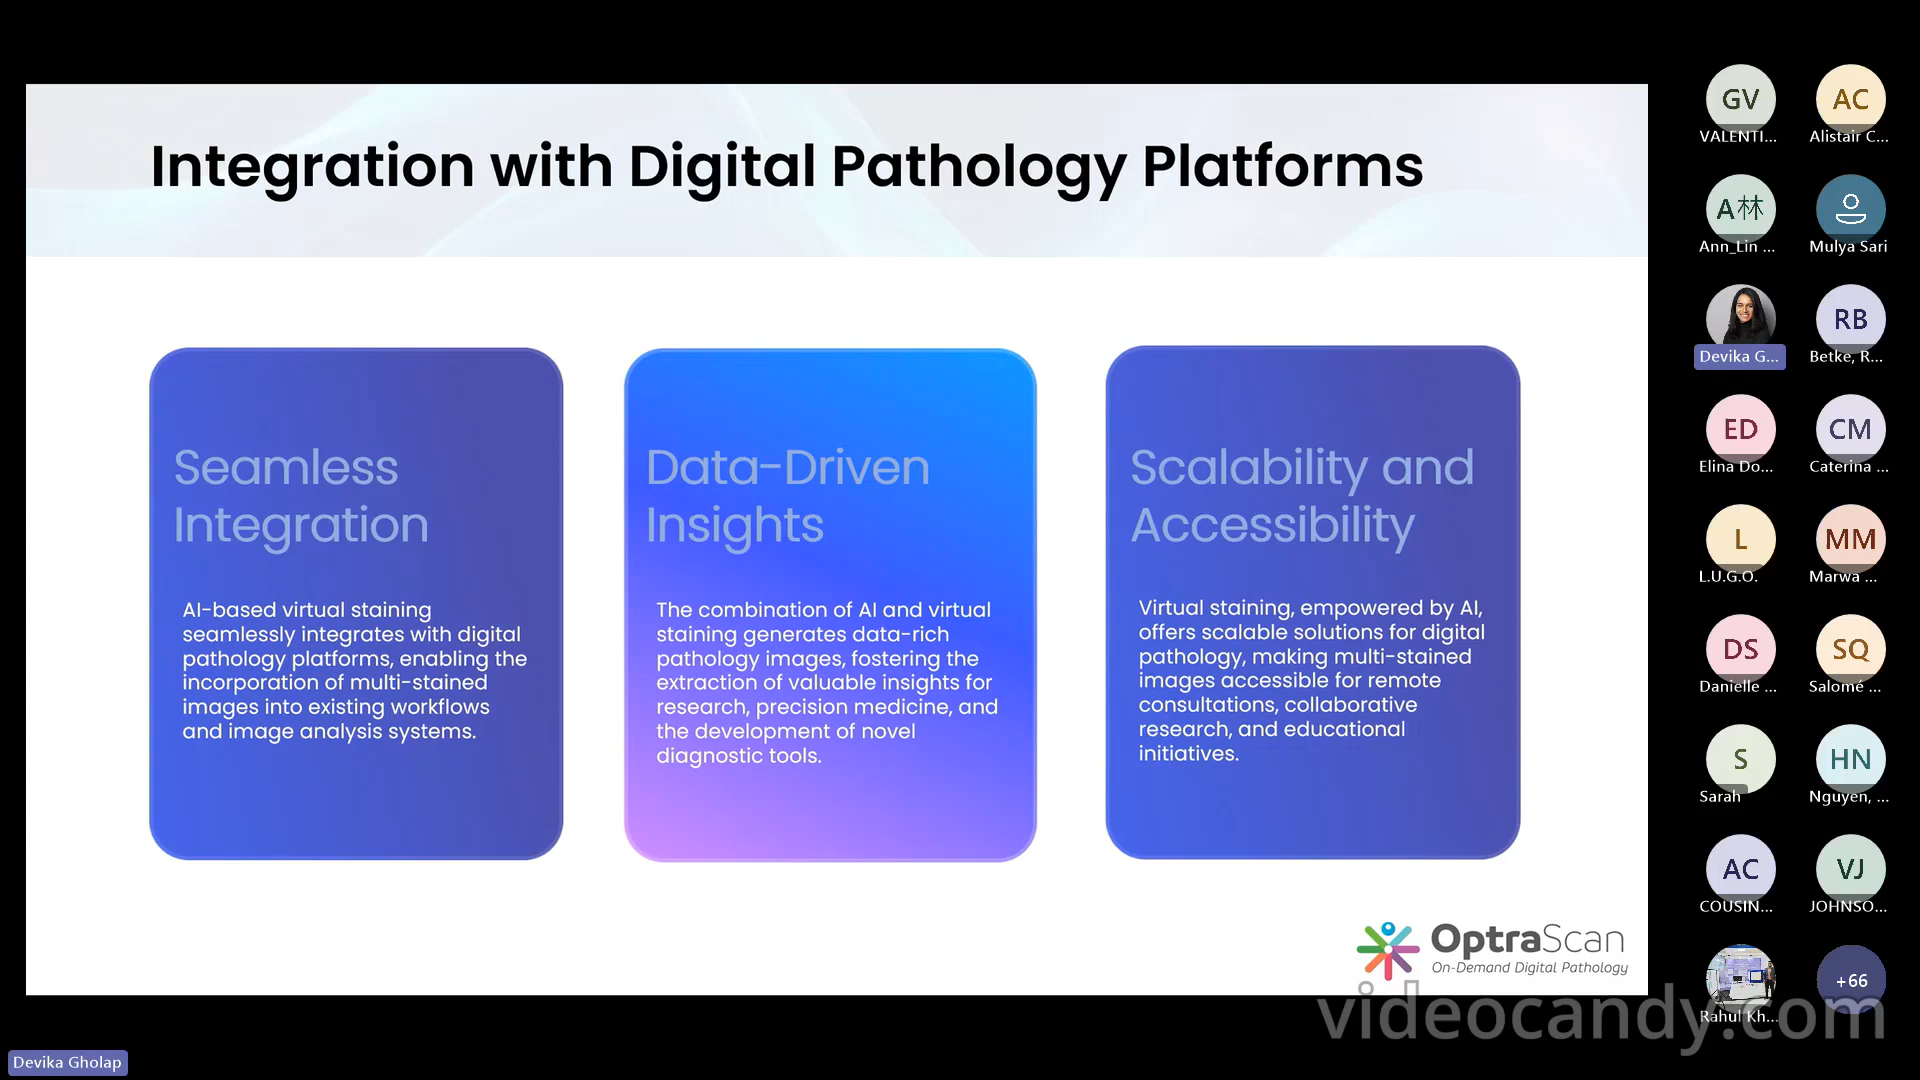 Integration with Digital Pathology Platforms
Seamless
Integration
AI-based virtual staining
seamlessly integrates with digital
pathology platforms, enabling the
incorporation of multi-stained
images into existing workflows
and image analysis systems.
Data-Driven
Insights
The combination of AI and virtual
staining generates data-rich
pathology images, fostering the
extraction of valuable insights for
research, precision medicine, and
the development of novel
diagnostic tools.
Scalability and
Accessibility
Virtual staining, empowered by AI,
offers scalable solutions for digital
pathology, making multi-stained
images accessible for remote
consultations, collaborative
research, and educational
initiatives.
OptraScan
On-Demand Digital Pathology
GV
VALENTI...
AC
Alistair C...
A林
Ann_Lin ...
Mulya Sari
Devika G...
RB
Betke, R...
ED
Elina Do...
CM
Caterina ...
L
L.U.G.O.
MM
Marwa ...
DS
Danielle ...
SQ
Salomé ...
S
Sarah
HN
Nguyen, ...
AC
COUSIN...
VJ
JOHNSO...
Rahul Kh...
+66
videocandy.com
Devika Gholap